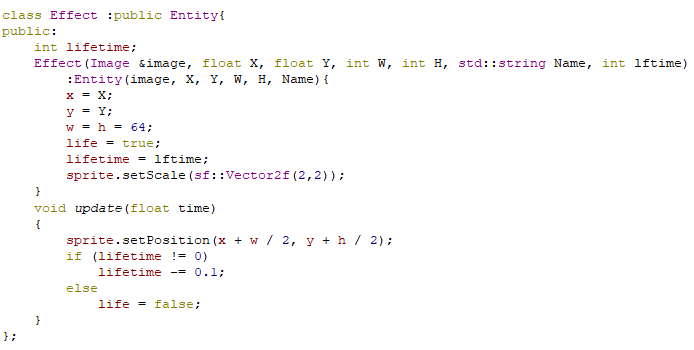 class Effect :public Entity{
public:
    int lifetime;
    Effect(Image &image, float X, float Y, int W, int H, std::string Name, int lftime)
        :Entity(image, X, Y, W, H, Name){
        x = X;
        y = Y;
        w = h = 64;
        life = true;
        lifetime = lftime;
        sprite.setScale(sf::Vector2f(2,2));
    }
    void update(float time)
    {
        sprite.setPosition(x + w / 2, y + h / 2);
        if (lifetime != 0)
            lifetime -= 0.1;
        else
            life = false;
    }
};